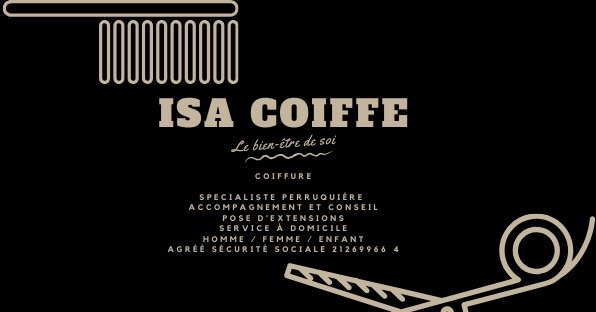 ISA COIFFE
Le bien-être de soi
COIFFURE
SPECIALISTE PERRUQUIÈRE
ACCOMPAGNEMENT ET CONSEIL
POSE D'EXTENSIONS
SERVICE À DOMICILE
HOMME / FEMME / ENFANT
AGRÉÉ SÉCURITÉ SOCIALE 21269966 4